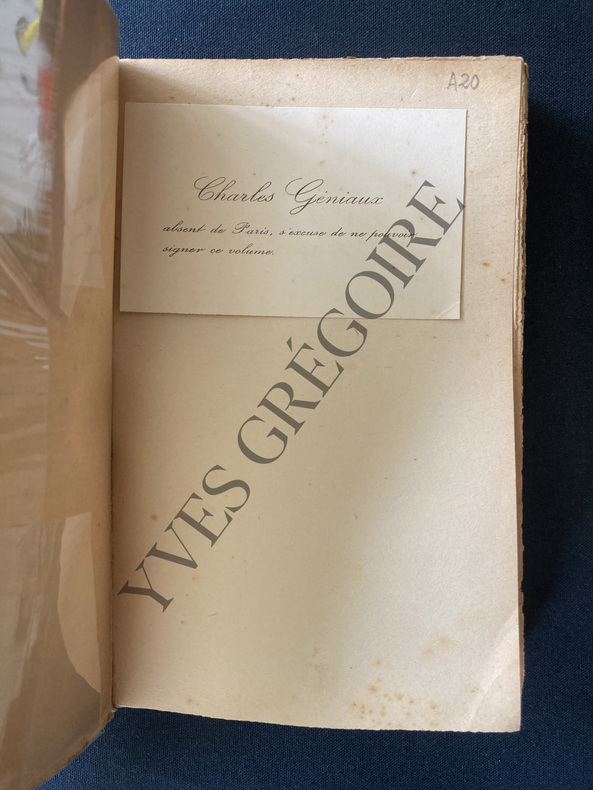 A20
Charles Géniaux
absent de Paris, s'excuse de ne pouvoir
signer ce volume.
YVES GRÉGOIRE